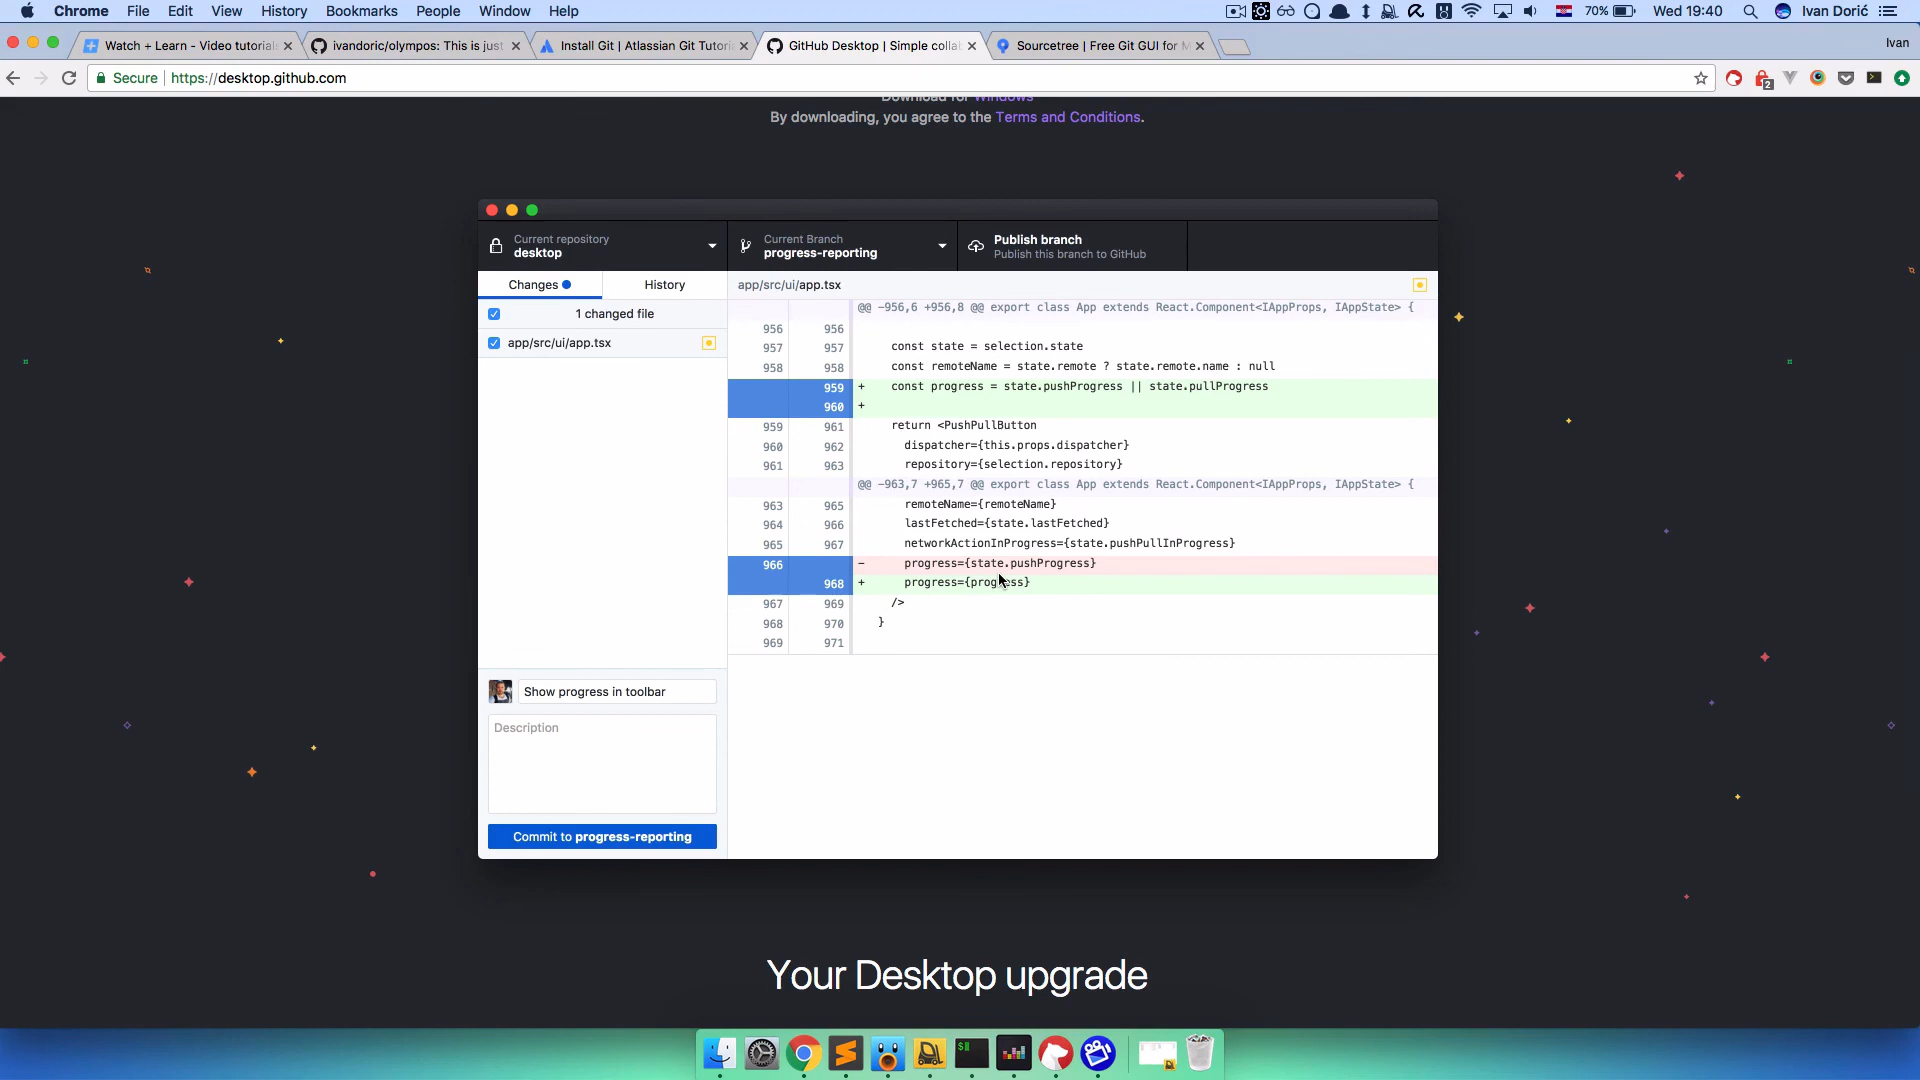 Chrome File Edit View History Bookmarks People Window Help 70% Wed 19:40 Ivan Dorić
Watch + Learn - Video tutorials ivandoric/olympos: This is just Install Git | Atlassian Git Tutori GitHub Desktop | Simple collab Sourcetree | Free Git GUI for M Ivan
Secure https://desktop.github.com 2
Download for Windows
By downloading, you agree to the Terms and Conditions.
Current repository
desktop
Current Branch
progress-reporting
Publish branch
Publish this branch to GitHub
Changes History app/src/ui/app.tsx
1 changed file
app/src/ui/app.tsx
@@ -956,6 +956,8 @@ export class App extends React.Component<IAppProps, IAppState> {
956 956
957 957 const state = selection.state
958 958 const remoteName = state.remote ? state.remote.name : null
959 + const progress = state.pushProgress || state.pullProgress
960 +
959 961 return <PushPullButton
960 962 dispatcher={this.props.dispatcher}
961 963 repository={selection.repository}
@@ -963,7 +965,7 @@ export class App extends React.Component<IAppProps, IAppState> {
963 965 remoteName={remoteName}
964 966 lastFetched={state.lastFetched}
965 967 networkActionInProgress={state.pushPullInProgress}
966 - progress={state.pushProgress}
968 + progress={progress}
967 969 />
968 970 }
969 971
Show progress in toolbar
Description
Commit to progress-reporting
Your Desktop upgrade